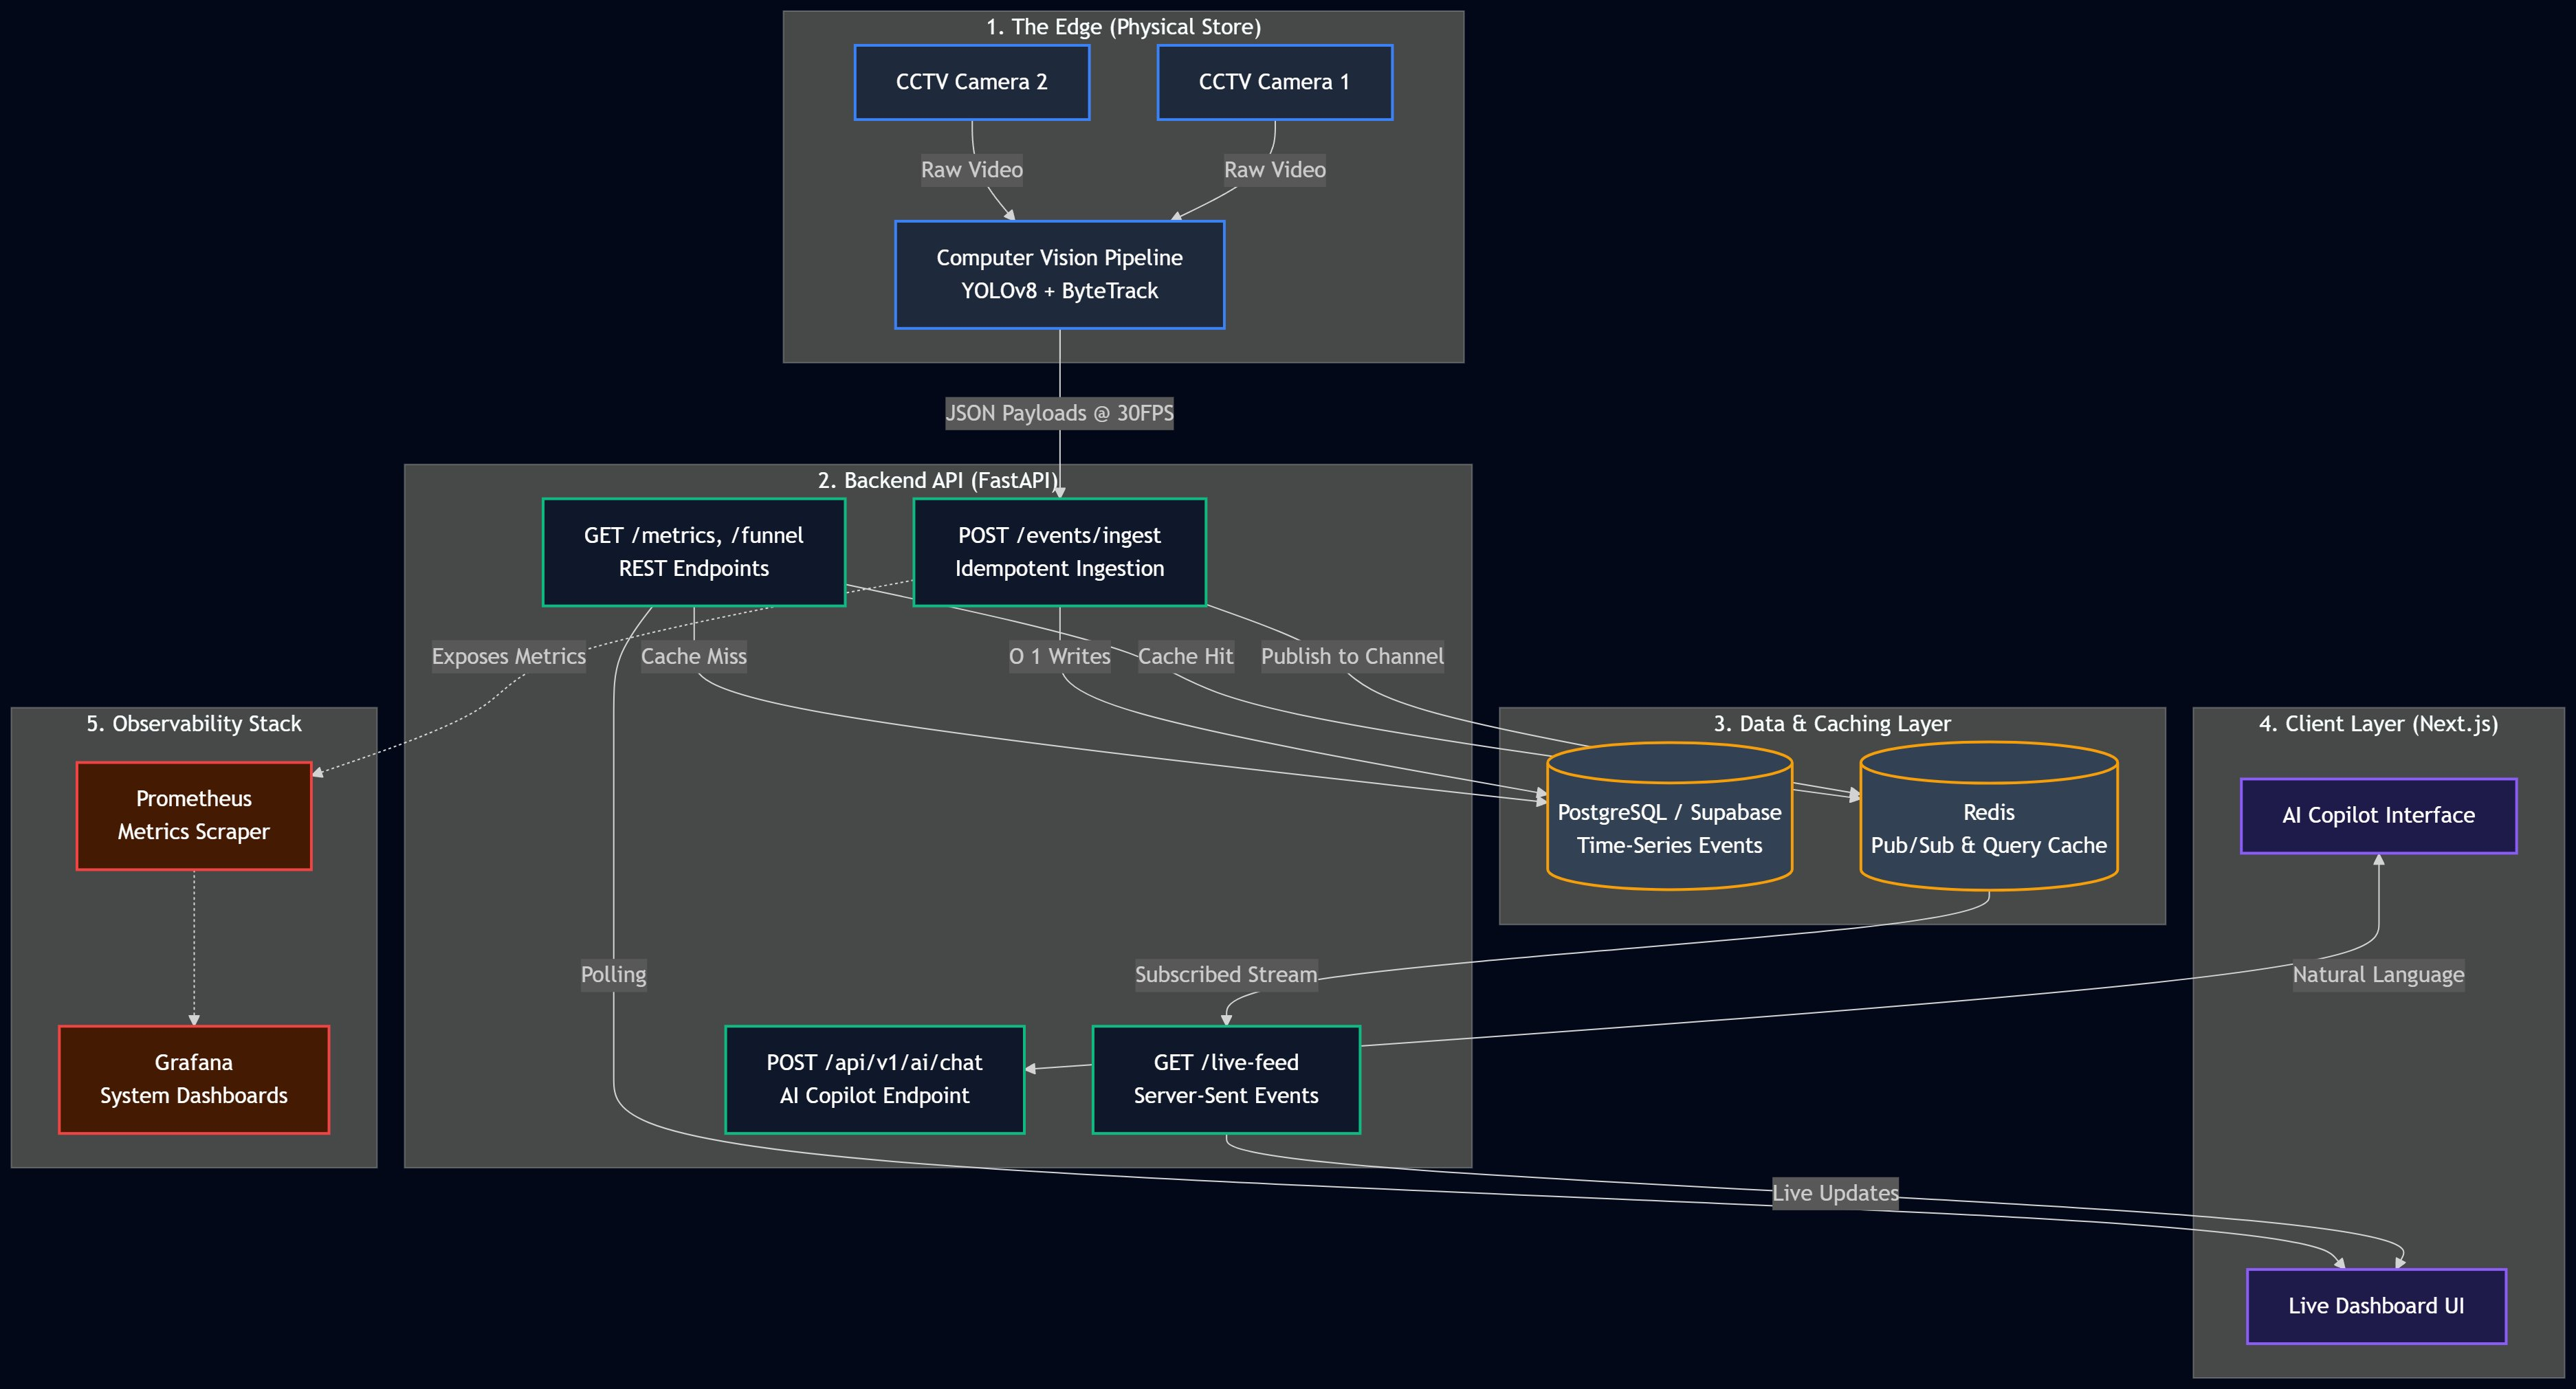 1. The Edge (Physical Store)
CCTV Camera 2
CCTV Camera 1
Raw Video
Raw Video
Computer Vision Pipeline
YOLOv8 + ByteTrack
JSON Payloads @ 30FPS
2. Backend API (FastAPI)
GET /metrics, /funnel
REST Endpoints
POST /events/ingest
Idempotent Ingestion
Exposes Metrics
Cache Miss
O 1 Writes
Cache Hit
Publish to Channel
5. Observability Stack
Prometheus
Metrics Scraper
Grafana
System Dashboards
3. Data & Caching Layer
PostgreSQL / Supabase
Time-Series Events
Redis
Pub/Sub & Query Cache
4. Client Layer (Next.js)
AI Copilot Interface
Polling
Subscribed Stream
Natural Language
POST /api/v1/ai/chat
AI Copilot Endpoint
GET /live-feed
Server-Sent Events
Live Updates
Live Dashboard UI